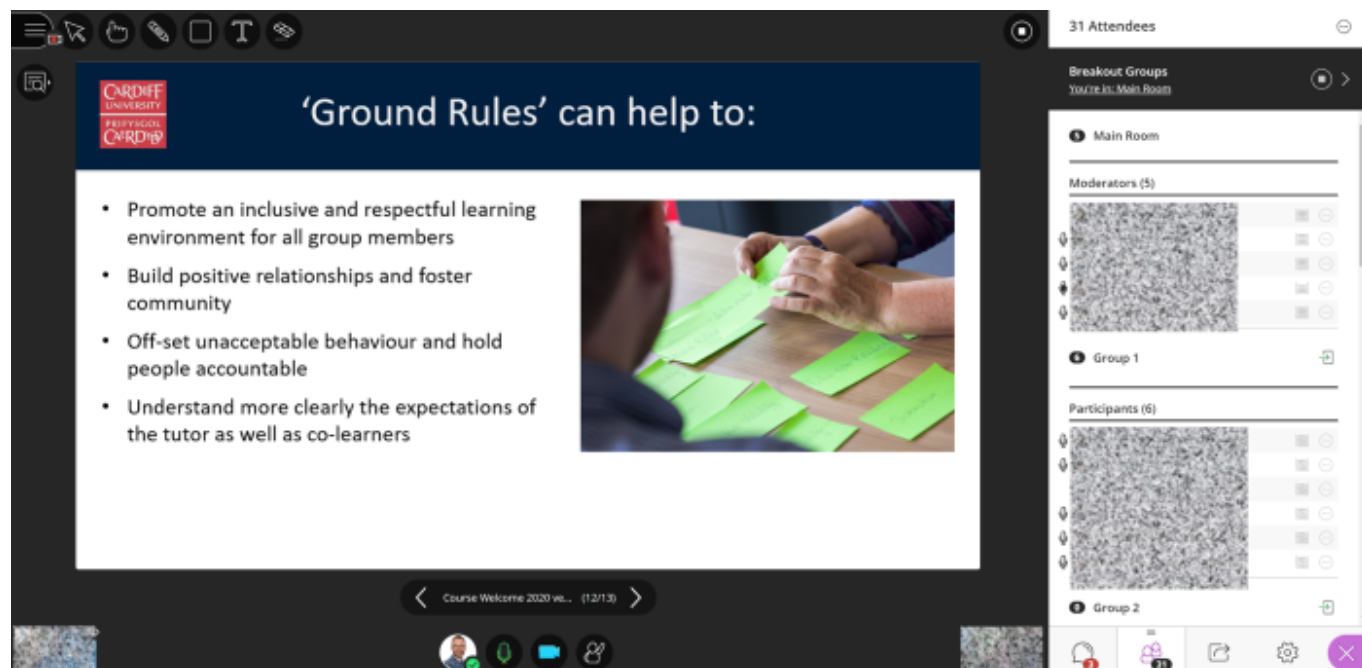 31 Attendees
Breakout Groups
You're in: Main Room
CARDIFF
UNIVERSITY
PRIFYSGOL
CAERDYDD
'Ground Rules' can help to:
• Promote an inclusive and respectful learning
environment for all group members
• Build positive relationships and foster
community
• Off-set unacceptable behaviour and hold
people accountable
• Understand more clearly the expectations of
the tutor as well as co-learners
Course Welcome 2020 ve... (12/13)
5 Main Room
Moderators (5)
6 Group 1
Participants (6)
Group 2
31